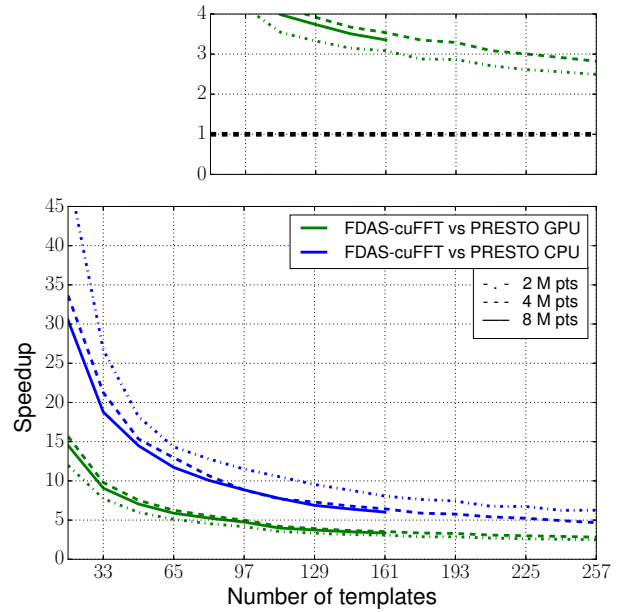 4
3
2
1
0
45
40
35
30
25
20
15
10
5
0
Speedup
FDAS-cuFFT vs PRESTO GPU
FDAS-cuFFT vs PRESTO CPU
2 M pts
4 M pts
8 M pts
33 65 97 129 161 193 225 257
Number of templates